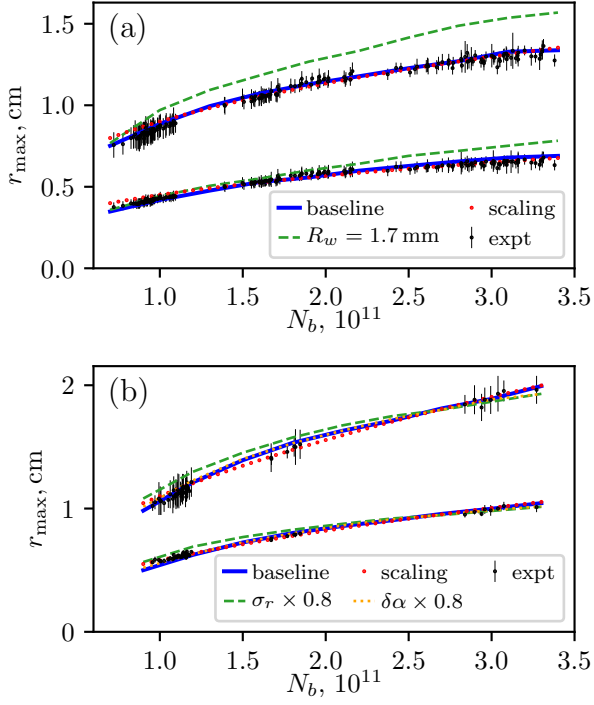 (a)
1.5
1.0
0.5
0.0
r_max, cm
baseline
scaling
R_w = 1.7 mm
expt
1.0 1.5 2.0 2.5 3.0 3.5
N_b, 10^11
(b)
2
1
0
r_max, cm
baseline
scaling
expt
σ_r × 0.8
δα × 0.8
1.0 1.5 2.0 2.5 3.0 3.5
N_b, 10^11